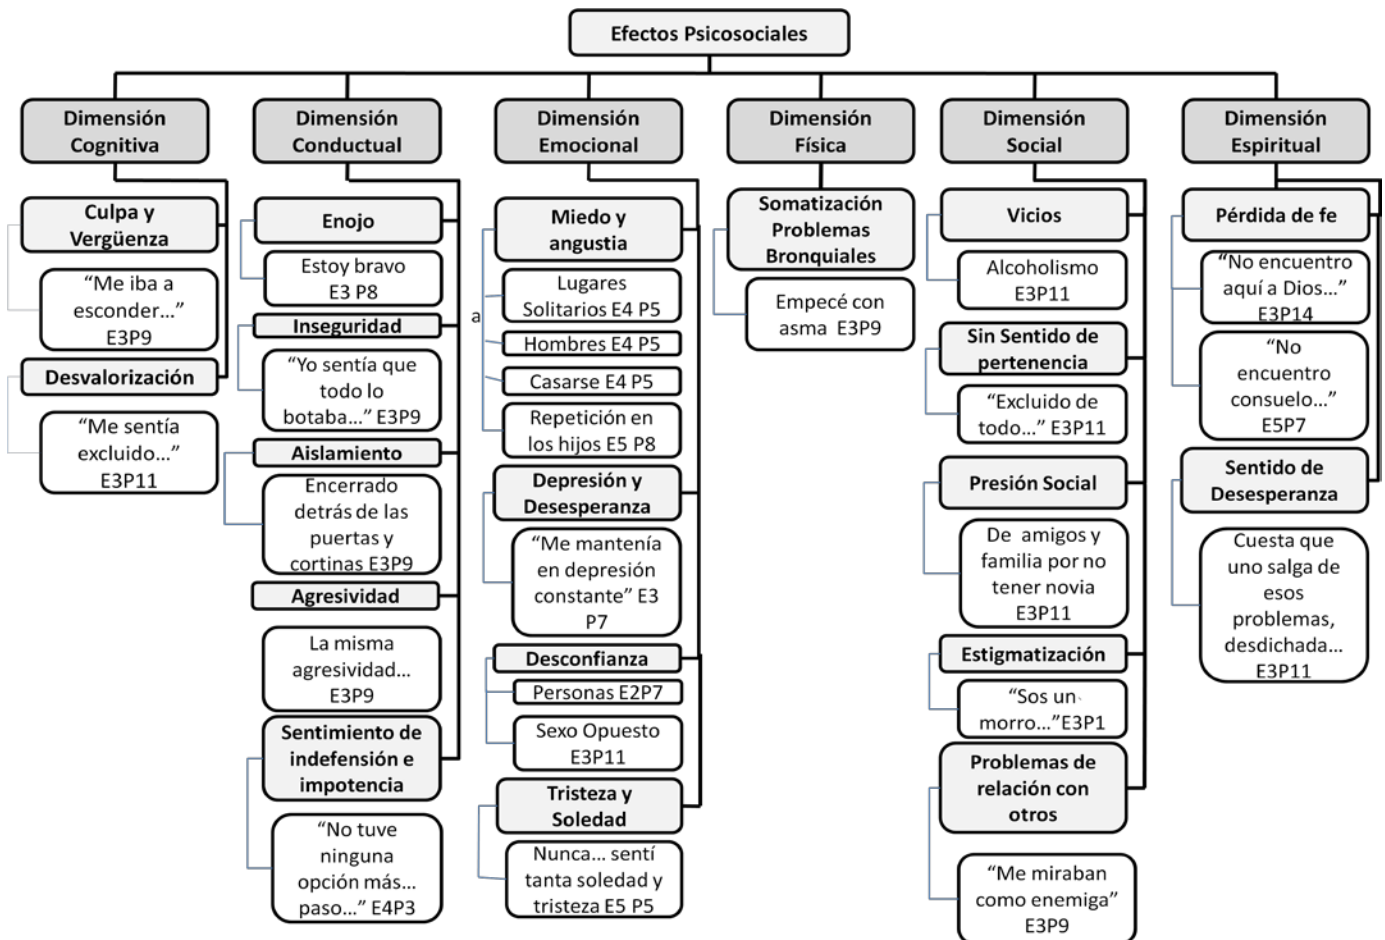 Efectos Psicosociales
Dimensión
Cognitiva
Culpa y
Vergüenza
“Me iba a
esconder...”
E3P9
Desvalorización
“Me sentía
excluido...”
E3P11
Dimensión
Conductual
Enojo
Estoy bravo
E3 P8
Inseguridad
“Yo sentía que
todo lo
botaba...” E3P9
Aislamiento
Encerrado
detrás de las
puertas y
cortinas E3P9
Agresividad
La misma
agresividad...
E3P9
Sentimiento de
indefensión e
impotencia
“No tuve
ninguna
opción más...
paso...” E4P3
Dimensión
Emocional
Miedo y
angustia
a
Lugares
Solitarios E4 P5
Hombres E4 P5
Casarse E4 P5
Repetición en
los hijos E5 P8
Depresión y
Desesperanza
“Me mantenía
en depresión
constante” E3
P7
Desconfianza
Personas E2P7
Sexo Opuesto
E3P11
Tristeza y
Soledad
Nunca... sentí
tanta soledad y
tristeza E5 P5
Dimensión
Física
Somatización
Problemas
Bronquiales
Empecé con
asma E3P9
Dimensión
Social
Vicios
Alcoholismo
E3P11
Sin Sentido de
pertenencia
“Excluido de
todo...” E3P11
Presión Social
De amigos y
familia por no
tener novia
E3P11
Estigmatización
“Sos un
morro...”E3P1
Problemas de
relación con
otros
“Me miraban
como enemiga”
E3P9
Dimensión
Espiritual
Pérdida de fe
“No encuentro
aquí a Dios...”
E3P14
“No
encuentro
consuelo...”
E5P7
Sentido de
Desesperanza
Cuesta que
uno salga de
esos
problemas,
desdichada...
E3P11